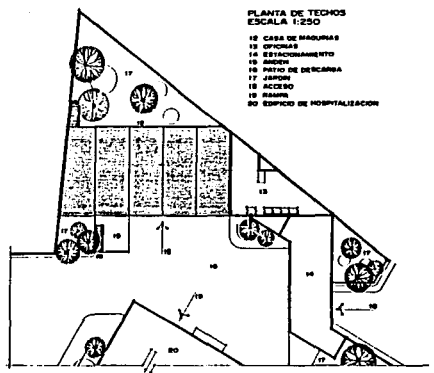 PLANTA DE TECHOS
ESCALA 1:250
12 CASA DE MAQUINAS
13 OFICINAS
14 ESTACIONAMIENTO
15 ANDEN
16 PATIO DE DESCARGA
17 JARDIN
18 ACCESO
19 RAMPA
20 EDIFICIO DE HOSPITALIZACION
17
12
13
17
15
18
16
17
14
18
19
20
17